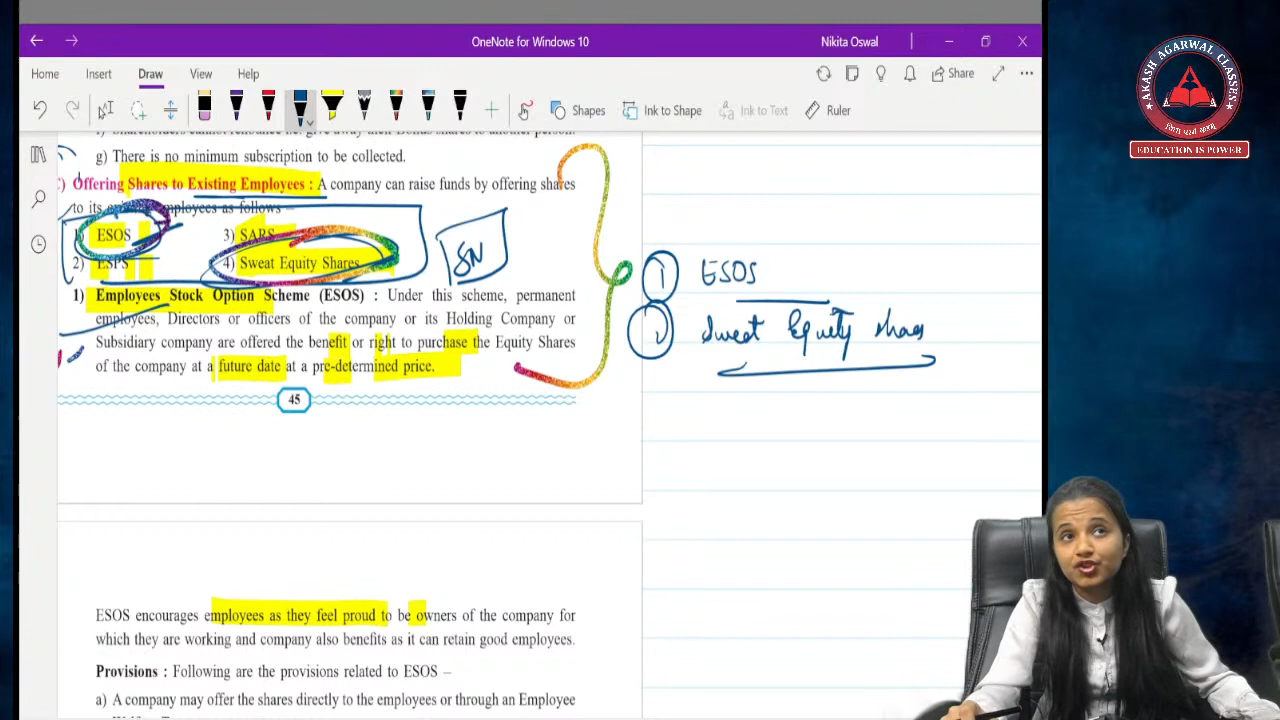 OneNote for Windows 10
Nikita Oswal
Home Insert Draw View Help
Share
Shapes Ink to Shape Ink to Text Ruler
g) There is no minimum subscription to be collected.
Offering Shares to Existing Employees : A company can raise funds by offering shares
to its existing employees as follows –
1) ESOS 3) SARS
2) ESPS 4) Sweat Equity Shares
SN
1) Employees Stock Option Scheme (ESOS) : Under this scheme, permanent
employees, Directors or officers of the company or its Holding Company or
Subsidiary company are offered the benefit or right to purchase the Equity Shares
of the company at a future date at a pre-determined price.
45
ESOS encourages employees as they feel proud to be owners of the company for
which they are working and company also benefits as it can retain good employees.
Provisions : Following are the provisions related to ESOS –
a) A company may offer the shares directly to the employees or through an Employee
1 ESOS
Sweet Equity shares
AKASH AGARWAL CLASSES
EDUCATION IS POWER